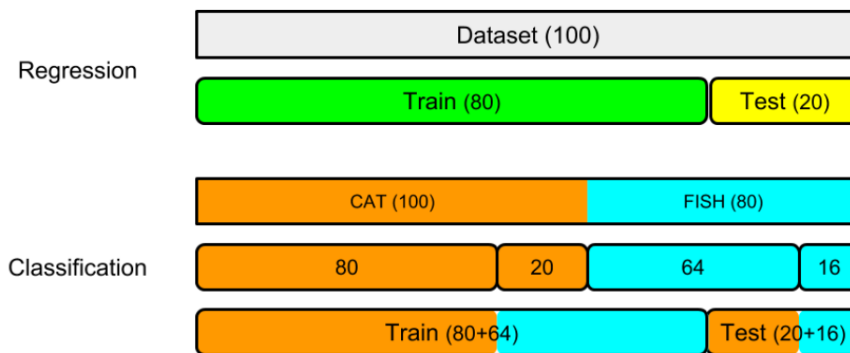 Dataset (100)
Regression
Train (80)
Test (20)
CAT (100)
FISH (80)
Classification
80
20
64
16
Train (80+64)
Test (20+16)